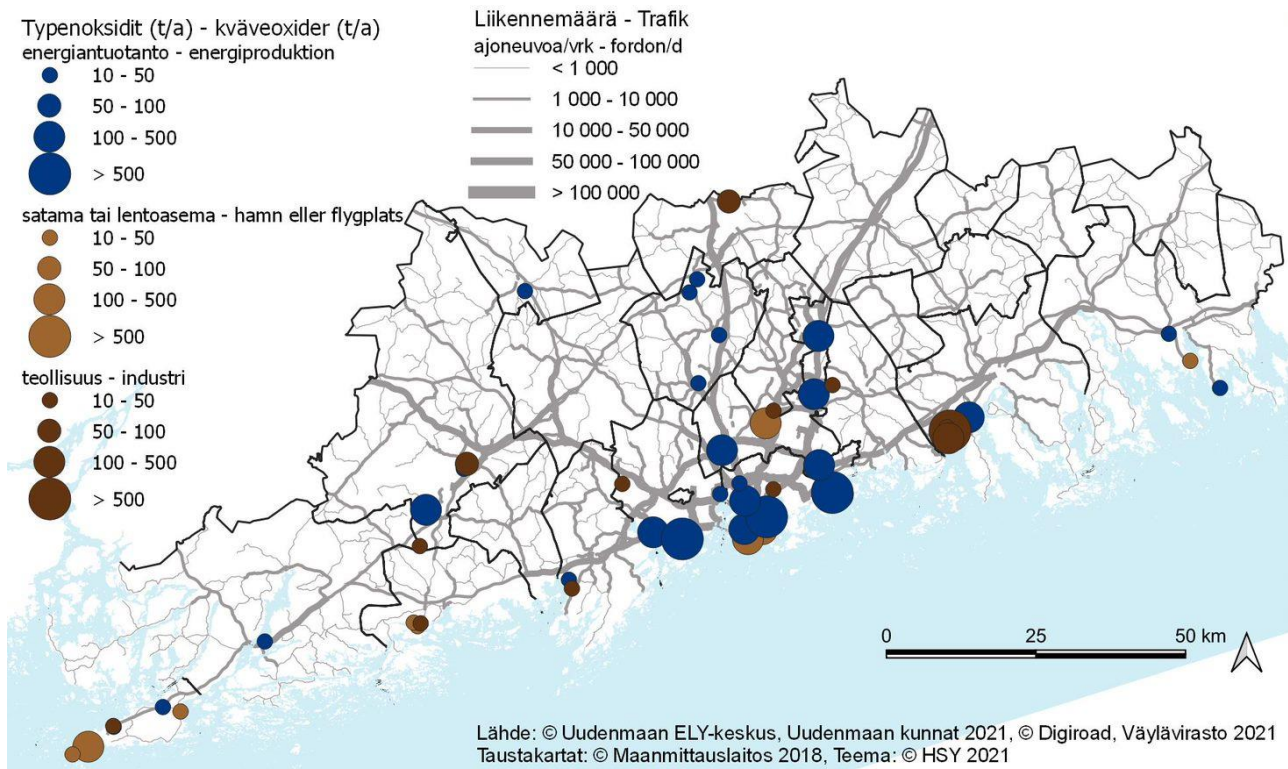 Typenoksidit (t/a) - kväveoxider (t/a)
energiantuotanto - energiproduktion
10 - 50
50 - 100
100 - 500
> 500
satama tai lentoasema - hamn eller flygplats
10 - 50
50 - 100
100 - 500
> 500
teollisuus - industri
10 - 50
50 - 100
100 - 500
> 500
Liikennemäärä - Trafik
ajoneuvoa/vrk - fordon/d
< 1 000
1 000 - 10 000
10 000 - 50 000
50 000 - 100 000
> 100 000
0 25 50 km
Lähde: © Uudenmaan ELY-keskus, Uudenmaan kunnat 2021, © Digiroad, Väylävirasto 2021
Taustakartat: © Maanmittauslaitos 2018, Teema: © HSY 2021